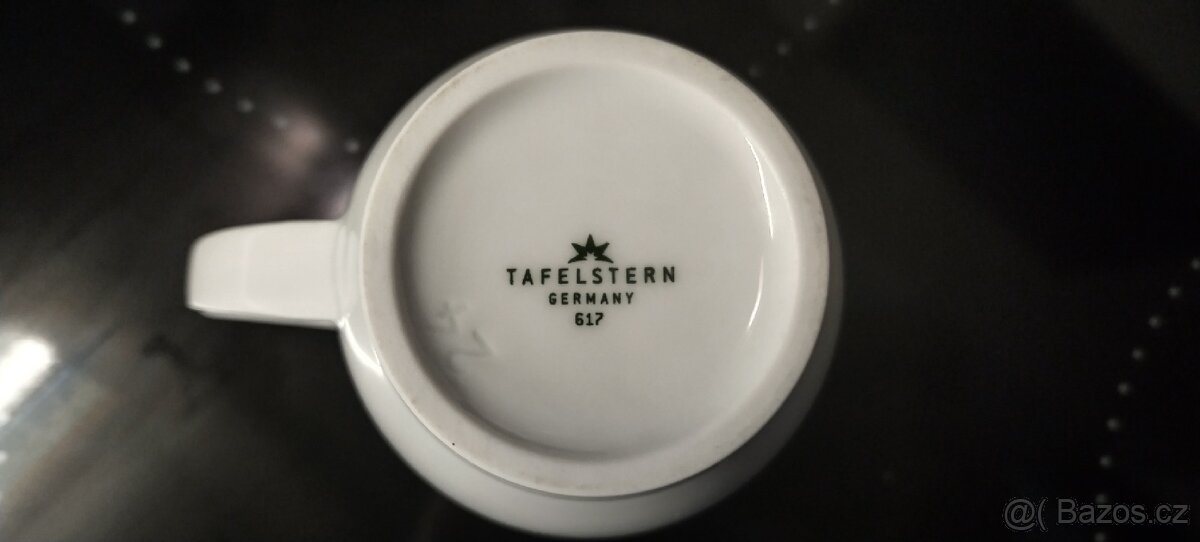 TAFELSTERN
GERMANY
617
@( Bazos.cz